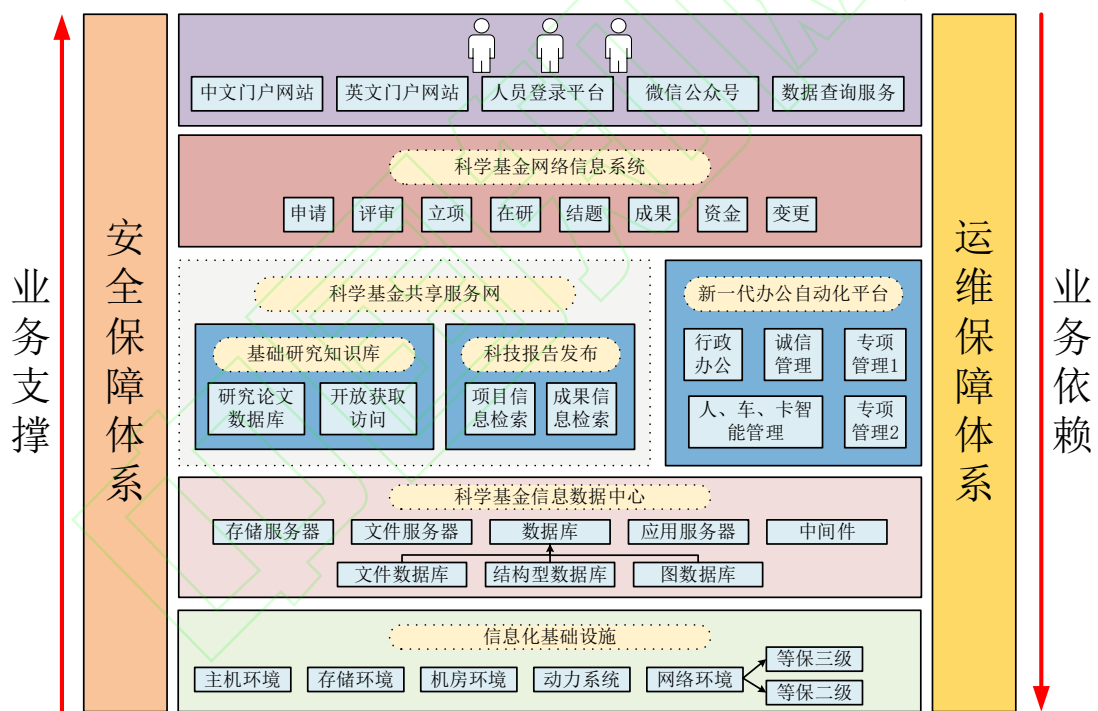 业务支撑
安全保障体系
中文门户网站
英文门户网站
人员登录平台
微信公众号
数据查询服务
科学基金网络信息系统
申请
评审
立项
在研
结题
成果
资金
变更
科学基金共享服务网
基础研究知识库
研究论文
数据库
开放获取
访问
科技报告发布
项目信
息检索
成果信
息检索
新一代办公自动化平台
行政
办公
诚信
管理
专项
管理1
人、车、卡智
能管理
专项
管理2
科学基金信息数据中心
存储服务器
文件服务器
数据库
应用服务器
中间件
文件数据库
结构型数据库
图数据库
信息化基础设施
主机环境
存储环境
机房环境
动力系统
网络环境
等保三级
等保二级
运维保障体系
业务依赖